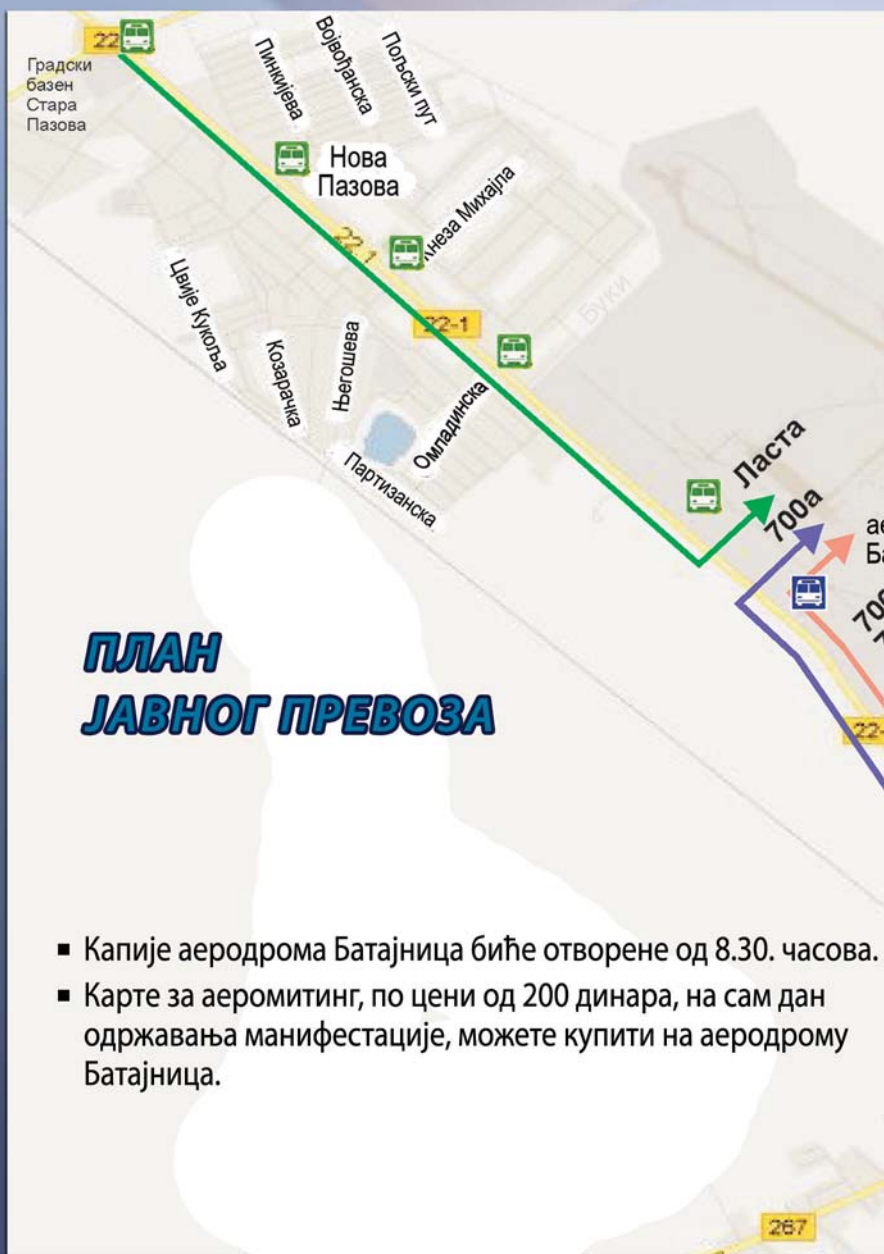 22
Градски
базен
Стара
Пазова
Пинкијева
Војвођанска
Пољски пут
Нова
Пазова
22-1
Кнеза Михајла
22-1
Буки
Цвије Кукоља
Козарачка
Његошева
Омладинска
Партизанска
Ласта
700а
ПЛАН
ЈАВНОГ ПРЕВОЗА
▪ Капије аеродрома Батајница биће отворене од 8.30. часова.
▪ Карте за аеромитинг, по цени од 200 динара, на сам дан
одржавања манифестације, можете купити на аеродрому
Батајница.
267